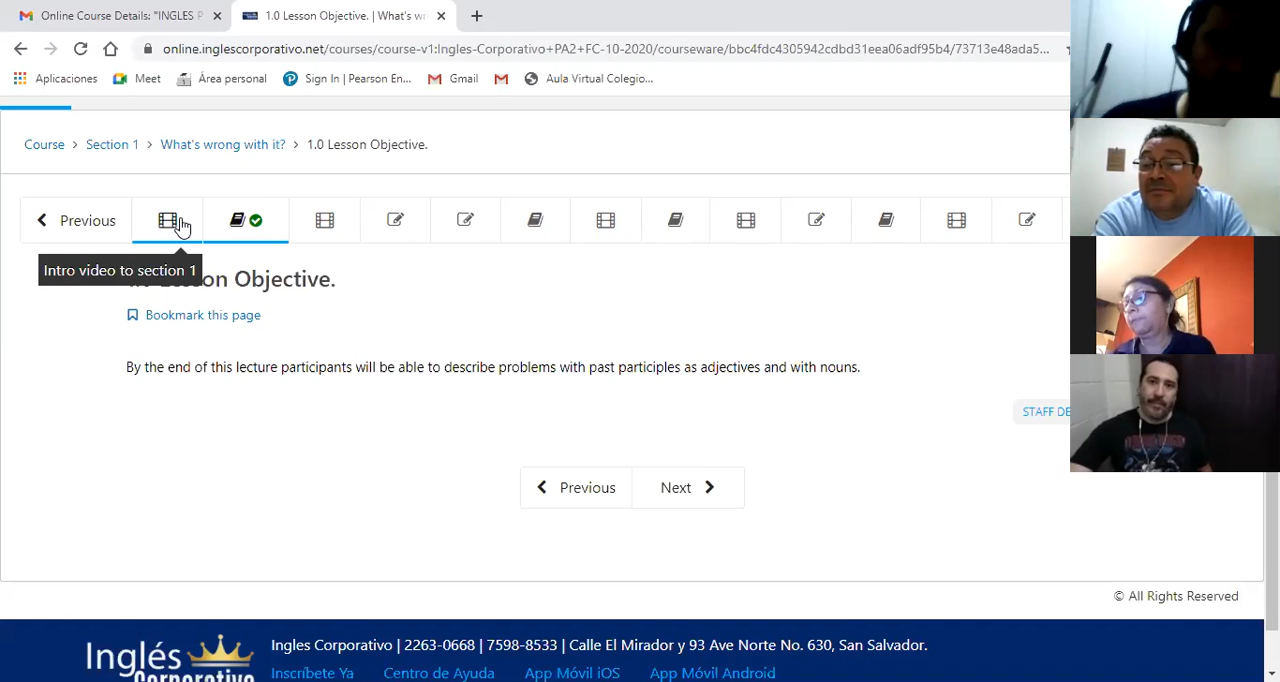 Online Course Details: "INGLES P
1.0 Lesson Objective. | What's wr
online.inglescorporativo.net/courses/course-v1:Ingles-Corporativo+PA2+FC-10-2020/courseware/bbc4fdc4305942cdbd31eea06adf95b4/73713e48ada5...
Aplicaciones Meet Área personal Sign In | Pearson En... Gmail Aula Virtual Colegio...
Course > Section 1 > What's wrong with it? > 1.0 Lesson Objective.
Previous
Intro video to section 1
Lesson Objective.
Bookmark this page
By the end of this lecture participants will be able to describe problems with past participles as adjectives and with nouns.
STAFF DE
Previous Next
© All Rights Reserved
Inglés Corporativo
Ingles Corporativo | 2263-0668 | 7598-8533 | Calle El Mirador y 93 Ave Norte No. 630, San Salvador.
Inscríbete Ya Centro de Ayuda App Móvil iOS App Móvil Android